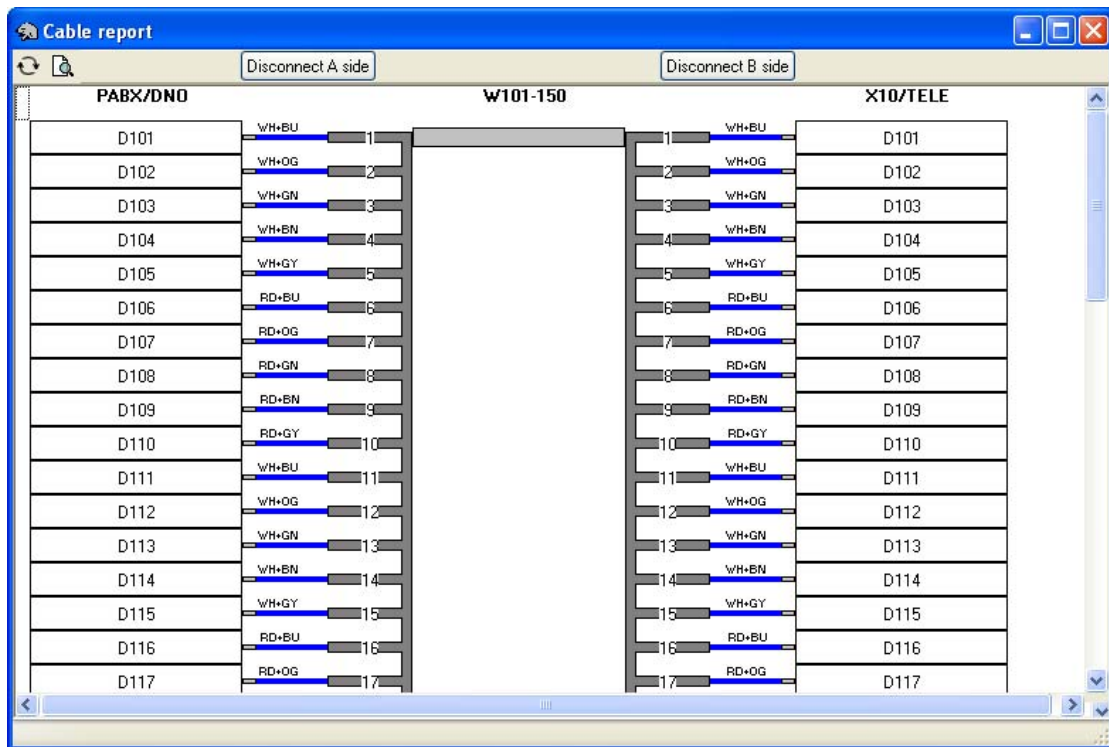 Cable report
Disconnect A side Disconnect B side
PABX/DNO W101-150 X10/TELE
D101 WH+BU 1 1 WH+BU D101
D102 WH+OG 2 2 WH+OG D102
D103 WH+GN 3 3 WH+GN D103
D104 WH+BN 4 4 WH+BN D104
D105 WH+GY 5 5 WH+GY D105
D106 RD+BU 6 6 RD+BU D106
D107 RD+OG 7 7 RD+OG D107
D108 RD+GN 8 8 RD+GN D108
D109 RD+BN 9 9 RD+BN D109
D110 RD+GY 10 10 RD+GY D110
D111 WH+BU 11 11 WH+BU D111
D112 WH+OG 12 12 WH+OG D112
D113 WH+GN 13 13 WH+GN D113
D114 WH+BN 14 14 WH+BN D114
D115 WH+GY 15 15 WH+GY D115
D116 RD+BU 16 16 RD+BU D116
D117 RD+OG 17 17 RD+OG D117